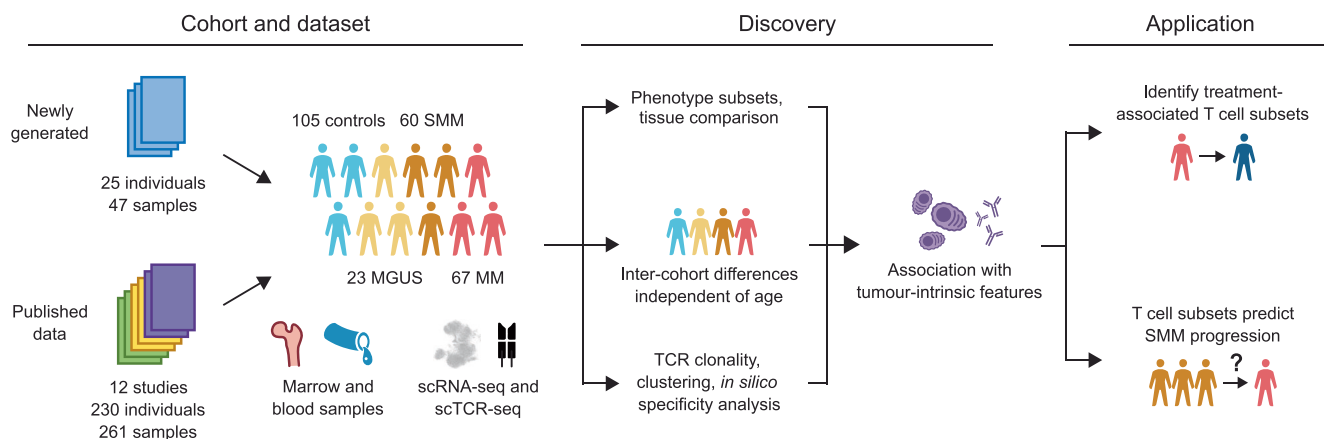 Cohort and dataset
Newly
generated
25 individuals
47 samples
Published
data
12 studies
230 individuals
261 samples
105 controls 60 SMM
23 MGUS 67 MM
Marrow and
blood samples
scRNA-seq and
scTCR-seq
Discovery
Phenotype subsets,
tissue comparison
Inter-cohort differences
independent of age
TCR clonality,
clustering, in silico
specificity analysis
Association with
tumour-intrinsic features
Application
Identify treatment-
associated T cell subsets
T cell subsets predict
SMM progression
?